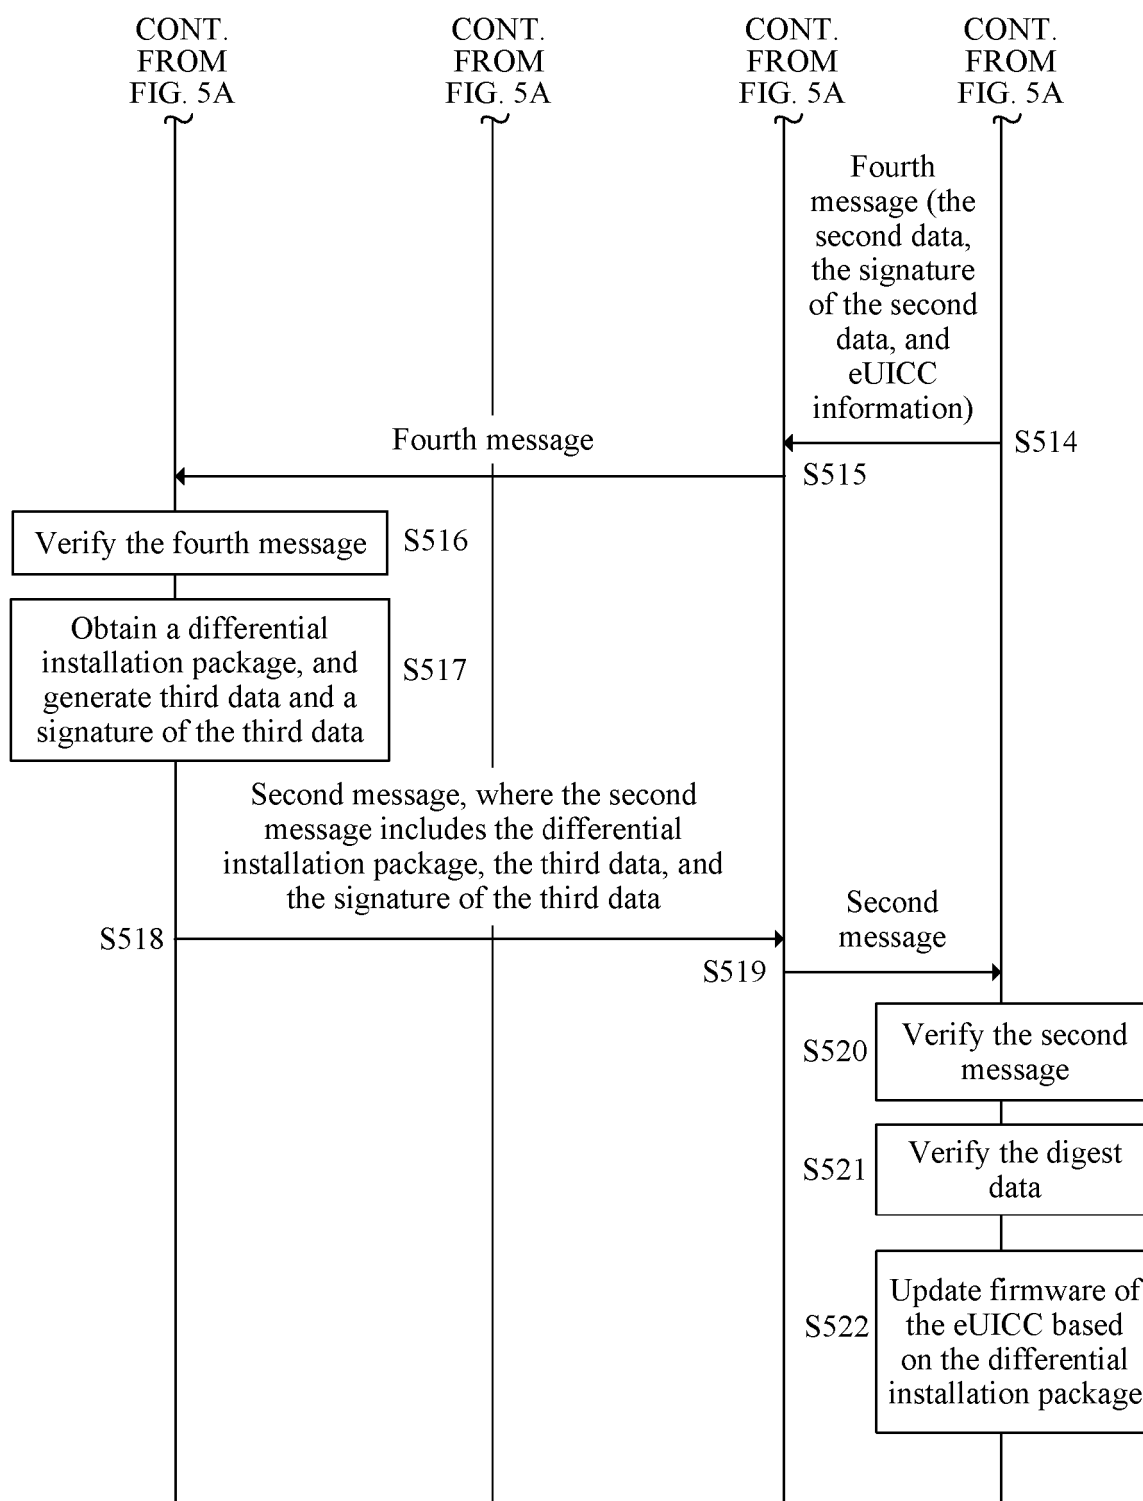 CONT.
FROM
FIG. 5A
CONT.
FROM
FIG. 5A
CONT.
FROM
FIG. 5A
CONT.
FROM
FIG. 5A
Fourth
message (the
second data,
the signature
of the second
data, and
eUICC
information)
S514
Fourth message
S515
Verify the fourth message
S516
Obtain a differential
installation package, and
generate third data and a
signature of the third data
S517
Second message, where the second
message includes the differential
installation package, the third data, and
the signature of the third data
S518
Second
message
S519
Verify the second
message
S520
Verify the digest
data
S521
Update firmware of
the eUICC based
on the differential
installation package
S522